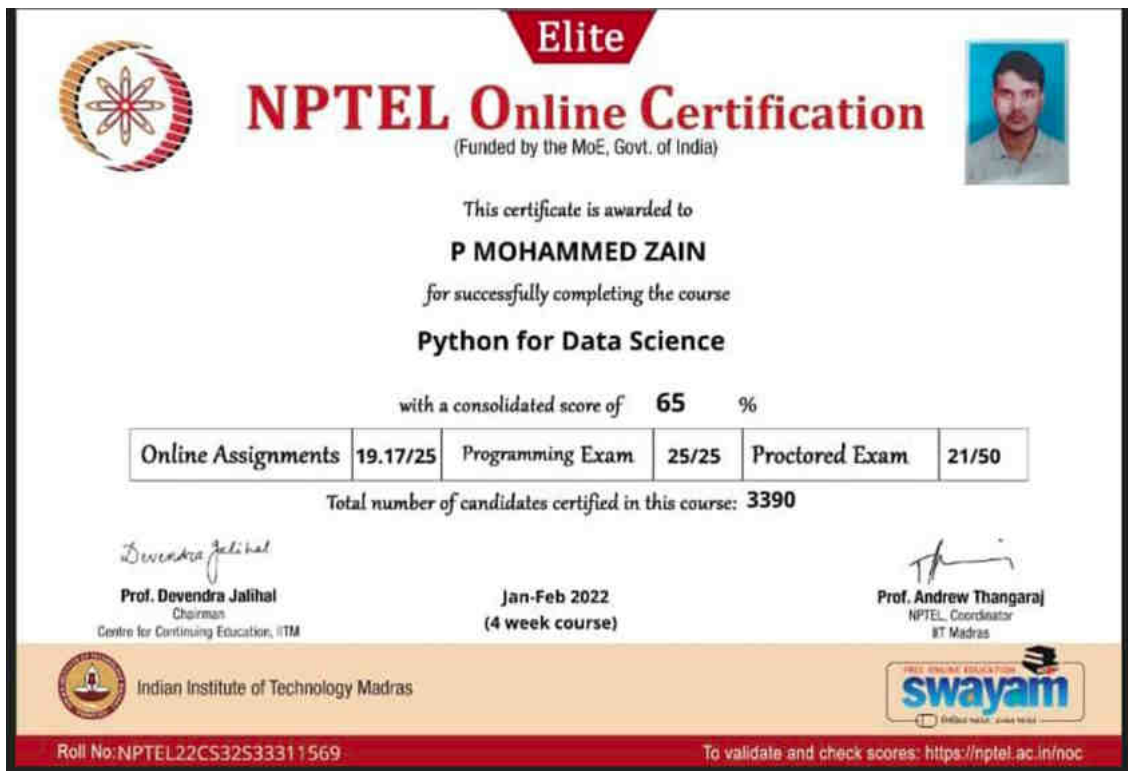 Elite
NPTEL Online Certification
(Funded by the MoE, Govt. of India)
This certificate is awarded to
P MOHAMMED ZAIN
for successfully completing the course
Python for Data Science
with a consolidated score of 65 %
Online Assignments 19.17/25 Programming Exam 25/25 Proctored Exam 21/50
Total number of candidates certified in this course: 3390
Devendra Jalihal
Prof. Devendra Jalihal
Chairman
Centre for Continuing Education, IITM
Jan-Feb 2022
(4 week course)
Prof. Andrew Thangaraj
NPTEL, Coordinator
IIT Madras
Indian Institute of Technology Madras
FREE ONLINE EDUCATION
swayam
Roll No:NPTEL22CS32S33311569
To validate and check scores: https://nptel.ac.in/noc